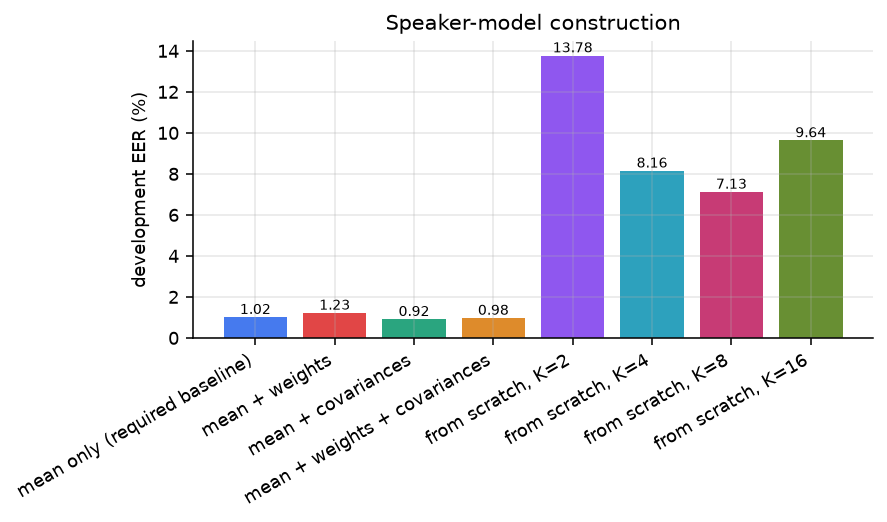 Speaker-model construction
development EER (%)
14
12
10
8
6
4
2
0
1.02
1.23
0.92
0.98
13.78
8.16
7.13
9.64
mean only (required baseline)
mean + weights
mean + covariances
mean + weights + covariances
from scratch, K=2
from scratch, K=4
from scratch, K=8
from scratch, K=16